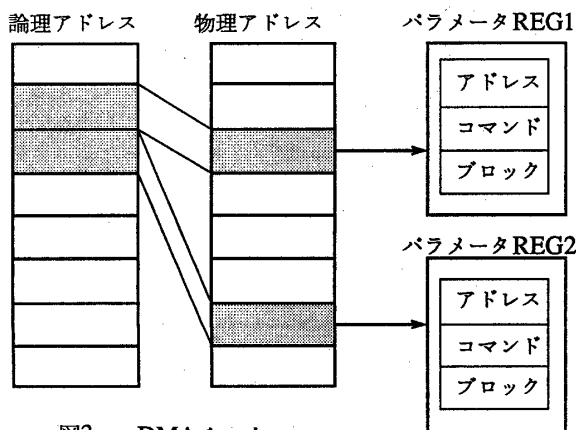 論理アドレス
物理アドレス
パラメータREG1
アドレス
コマンド
ブロック
パラメータREG2
アドレス
コマンド
ブロック